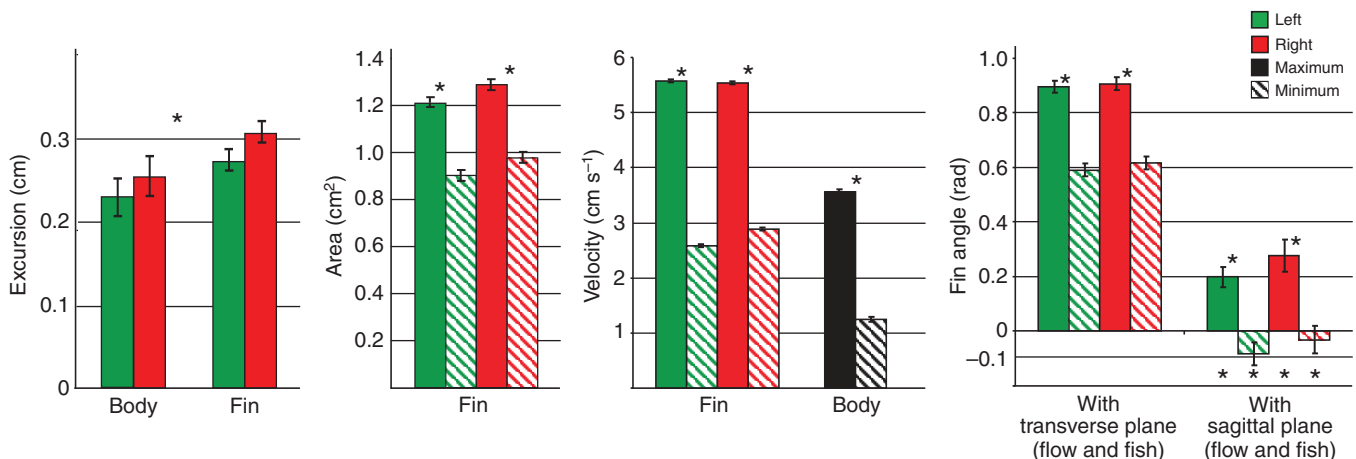 Excursion (cm)
0.3
0.2
0.1
0
*
Body
Fin
Area (cm²)
1.4
1.2
1.0
0.8
0.6
0.4
0.2
*
*
Fin
Velocity (cm s⁻¹)
6
5
4
3
2
1
*
*
*
Fin
Body
Fin angle (rad)
1.0
0.8
0.6
0.4
0.2
0
–0.1
*
*
*
*
* * * *
With
transverse plane
(flow and fish)
With
sagittal plane
(flow and fish)
Left
Right
Maximum
Minimum